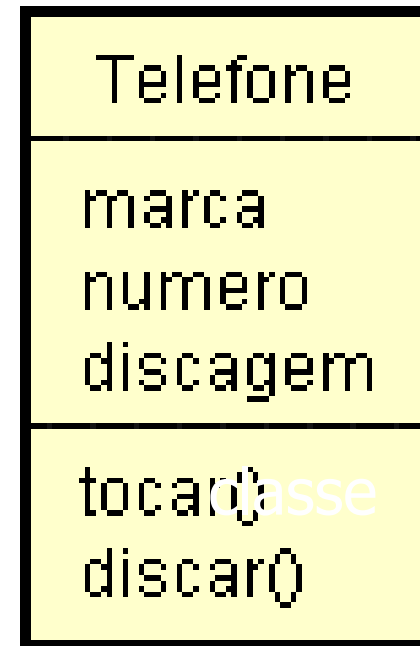 Telefone
marca
numero
discagem
tocar()
classe
discar()